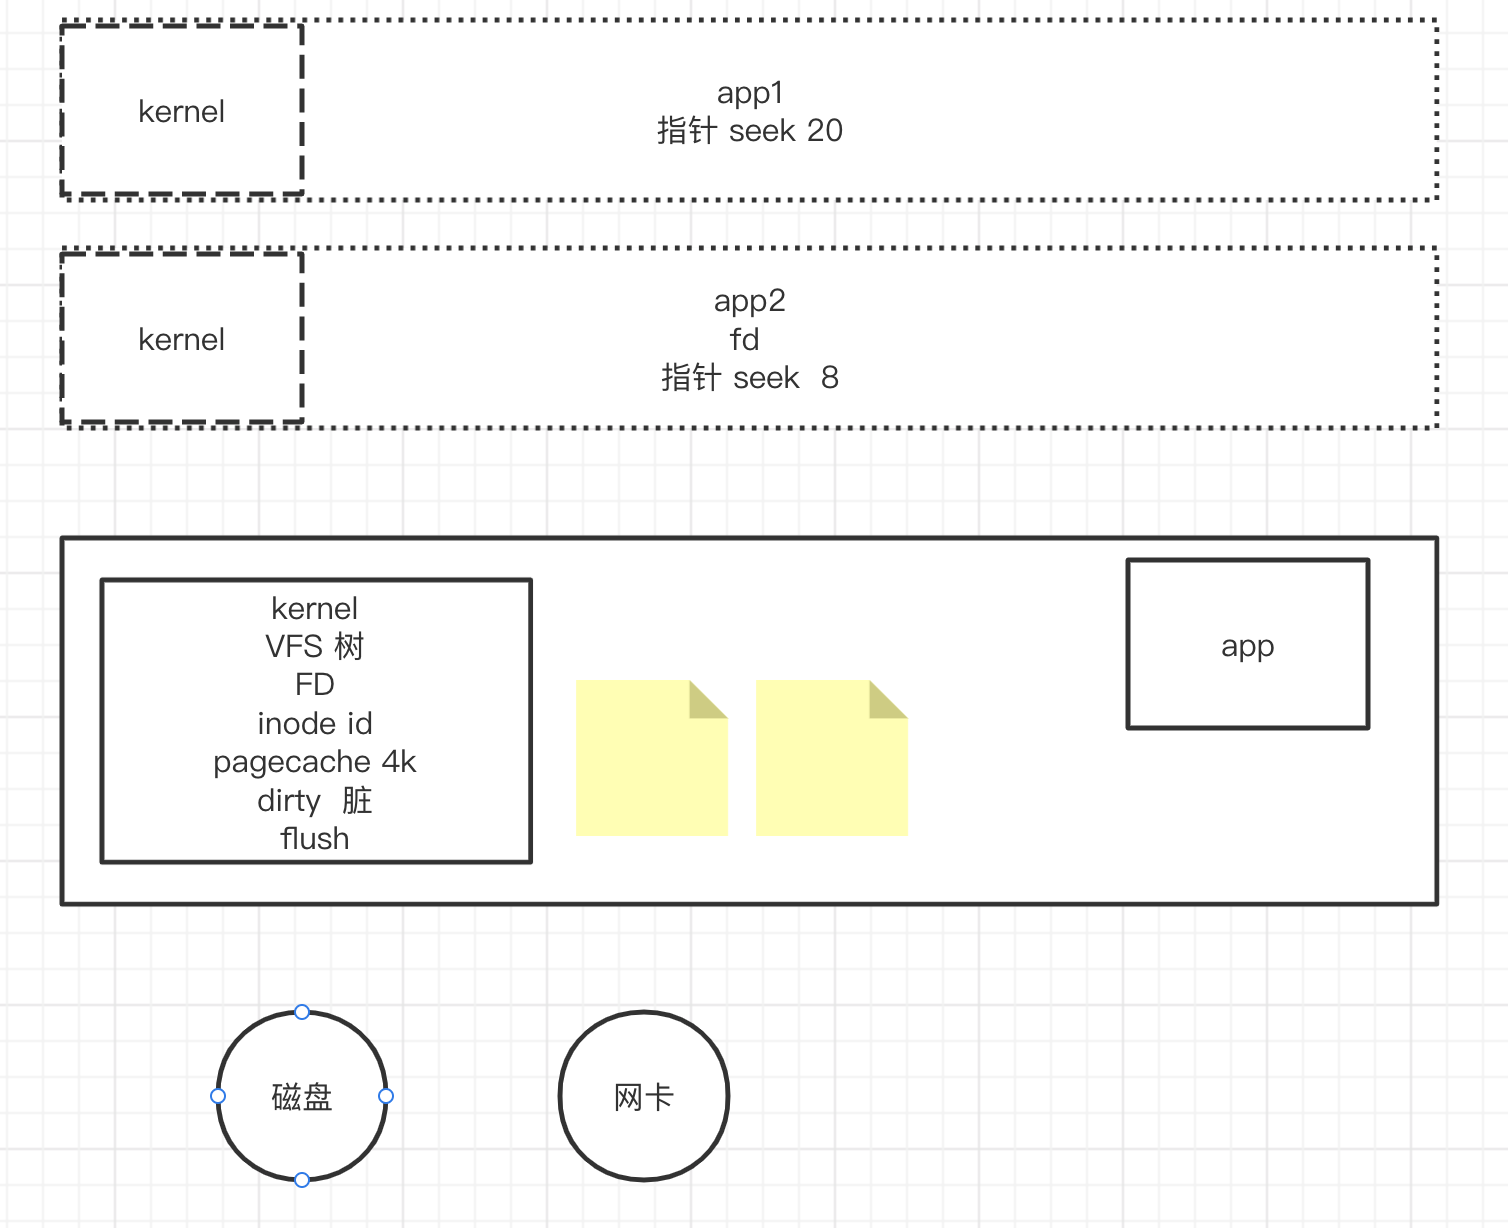 kernel
app1
指针 seek 20
kernel
app2
fd
指针 seek  8
kernel
VFS 树
FD
inode id
pagecache 4k
dirty  脏
flush
app
磁盘
网卡